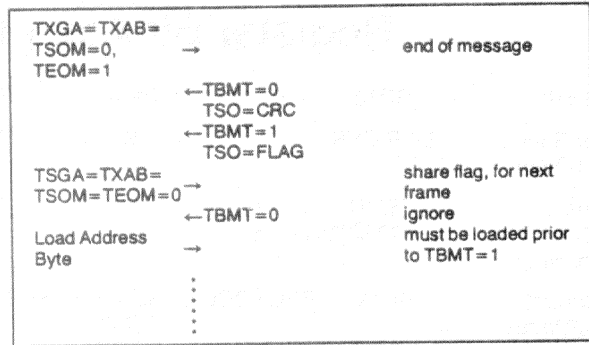 TXGA=TXAB=
TSOM=0, → end of message
TEOM=1
←TBMT=0
TSO=CRC
←TBMT=1
TSO=FLAG
TSGA=TXAB= → share flag, for next
TSOM=TEOM=0 frame
←TBMT=0 ignore
Load Address → must be loaded prior
Byte to TBMT=1